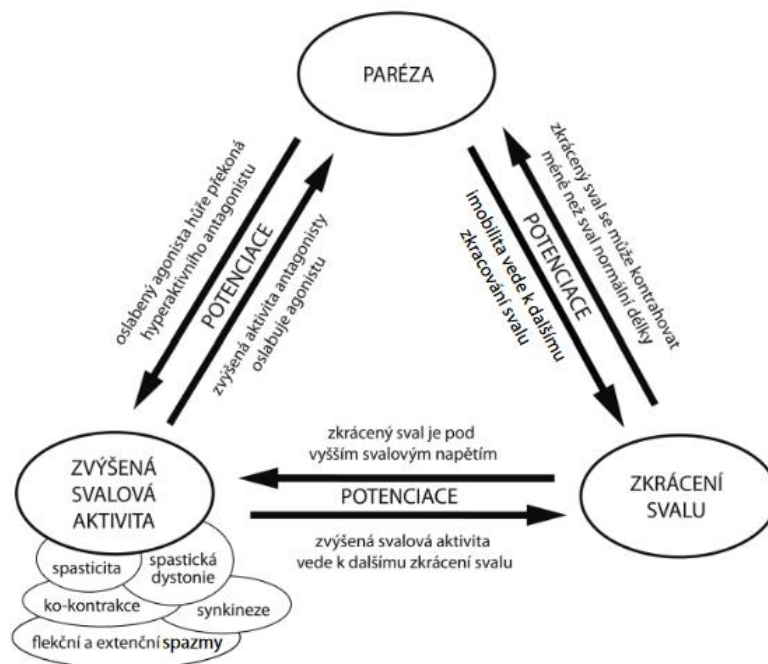 PARÉZA
oslabený agonista hůře překoná
hyperaktivního antagonistu
POTENCIACE
zvýšená aktivita antagonisty
oslabuje agonistu
imobilita vede k dalšímu
zkracování svalu
POTENCIACE
zkrácený sval se může kontrahovat
méně než sval normální délky
ZVÝŠENÁ
SVALOVÁ
AKTIVITA
zkrácený sval je pod
vyšším svalovým napětím
POTENCIACE
zvýšená svalová aktivita
vede k dalšímu zkrácení svalu
ZKRÁCENÍ
SVALU
spasticita
spastická
dystonie
ko-kontrakce
synkineze
flekční a extenční spazmy